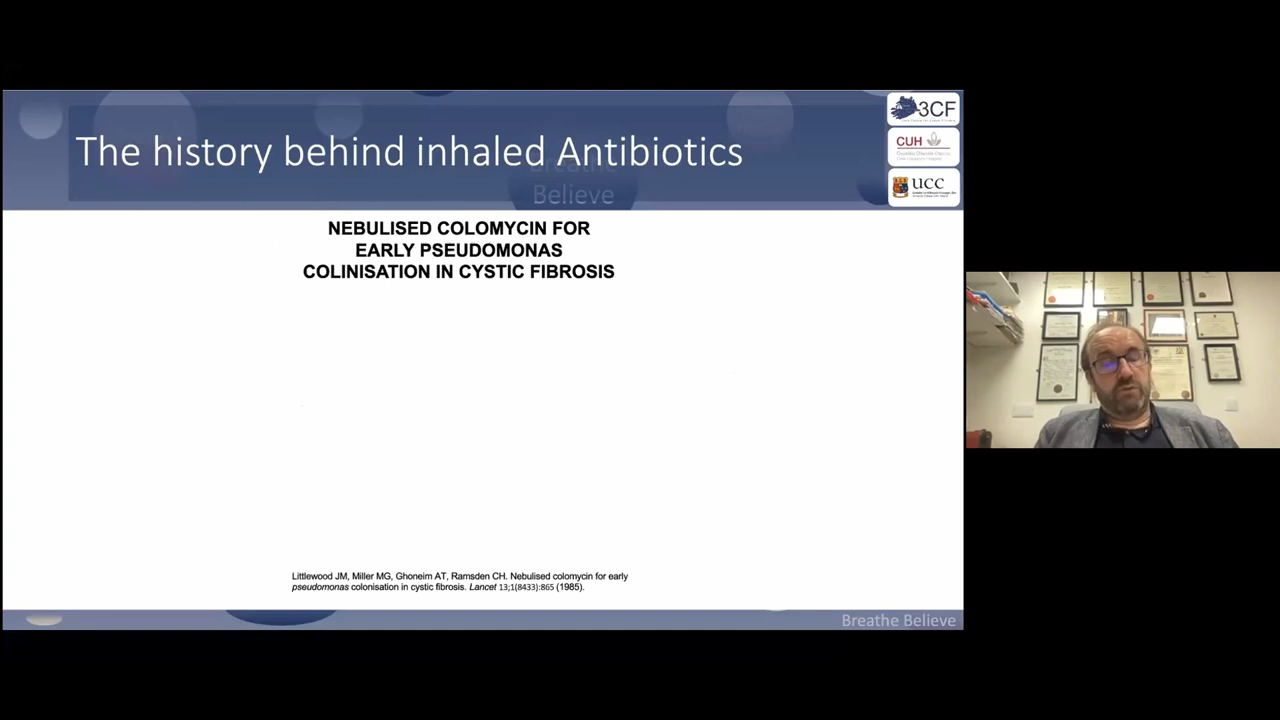 The history behind inhaled Antibiotics
Breathe
Believe
3CF
CUH
UCC
NEBULISED COLOMYCIN FOR
EARLY PSEUDOMONAS
COLINISATION IN CYSTIC FIBROSIS
Littlewood JM, Miller MG, Ghoneim AT, Ramsden CH. Nebulised colomycin for early
pseudomonas colonisation in cystic fibrosis. Lancet 13;1(8433):865 (1985).
Breathe Believe